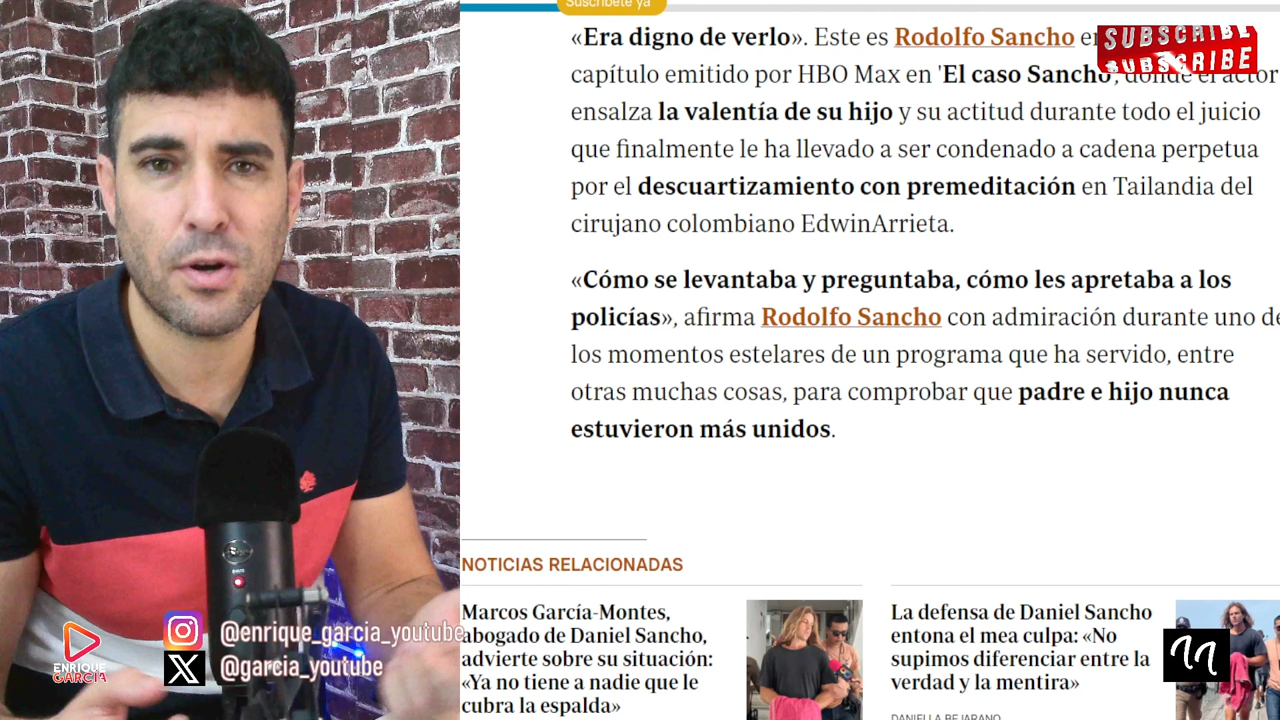 Suscríbete ya
«Era digno de verlo». Este es Rodolfo Sancho en
SUBSCRIBE
SUBSCRIBE
capítulo emitido por HBO Max en 'El caso Sancho', donde el actor
ensalza la valentía de su hijo y su actitud durante todo el juicio
que finalmente le ha llevado a ser condenado a cadena perpetua
por el descuartizamiento con premeditación en Tailandia del
cirujano colombiano EdwinArrieta.
«Cómo se levantaba y preguntaba, cómo les apretaba a los
policías», afirma Rodolfo Sancho con admiración durante uno de
los momentos estelares de un programa que ha servido, entre
otras muchas cosas, para comprobar que padre e hijo nunca
estuvieron más unidos.
NOTICIAS RELACIONADAS
Marcos García-Montes,
abogado de Daniel Sancho,
advierte sobre su situación:
«Ya no tiene a nadie que le
cubra la espalda»
La defensa de Daniel Sancho
entona el mea culpa: «No
supimos diferenciar entre la
verdad y la mentira»
DANIELLA BEJARANO
@enrique_garcia_youtube
@garcia_youtube
ENRIQUE
GARCIA